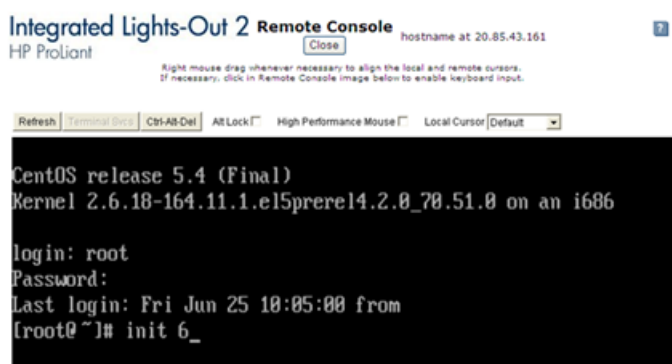 Integrated Lights-Out 2 Remote Console
HP ProLiant
Close
hostname at 20.85.43.161
?
Right mouse drag whenever necessary to align the local and remote cursors.
If necessary, click in Remote Console image below to enable keyboard input.
Refresh Terminal Svcs Ctrl-Alt-Del Alt Lock High Performance Mouse Local Cursor Default
CentOS release 5.4 (Final)
Kernel 2.6.18-164.11.1.el5prerel4.2.0_70.51.0 on an i686
login: root
Password:
Last login: Fri Jun 25 10:05:00 from
[root@ ~]# init 6_